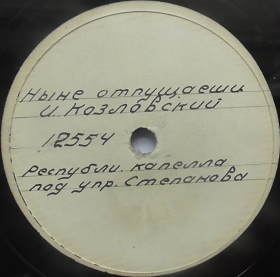 Ныне отпущаеши
И. Козловский
12554
Республи. капелла
под упр. Степанова